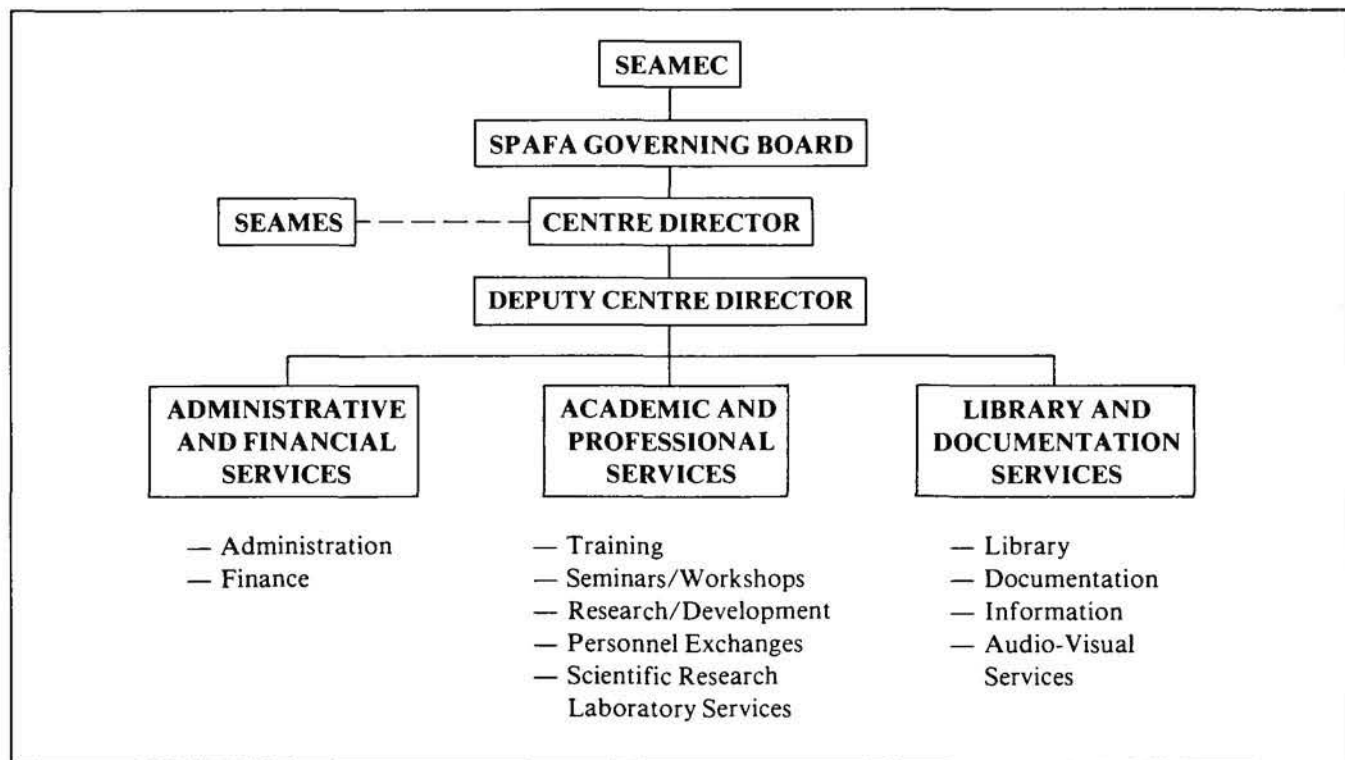 SEAMEC
SPAFA GOVERNING BOARD
SEAMES
CENTRE DIRECTOR
DEPUTY CENTRE DIRECTOR
ADMINISTRATIVE
AND FINANCIAL
SERVICES
— Administration
— Finance
ACADEMIC AND
PROFESSIONAL
SERVICES
— Training
— Seminars/Workshops
— Research/Development
— Personnel Exchanges
— Scientific Research
Laboratory Services
LIBRARY AND
DOCUMENTATION
SERVICES
— Library
— Documentation
— Information
— Audio-Visual
Services